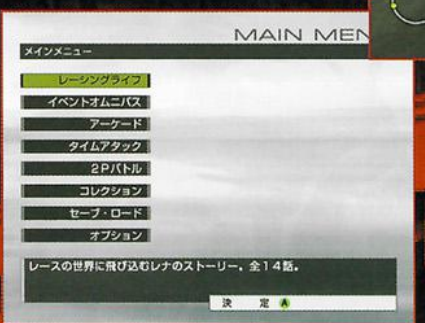 MAIN MEN
メインメニュー
レーシングライフ
イベントオムニバス
アーケード
タイムアタック
2Pバトル
コレクション
セーブ・ロード
オプション
レースの世界に飛び込むレナのストーリー。全14話。
決 定 A